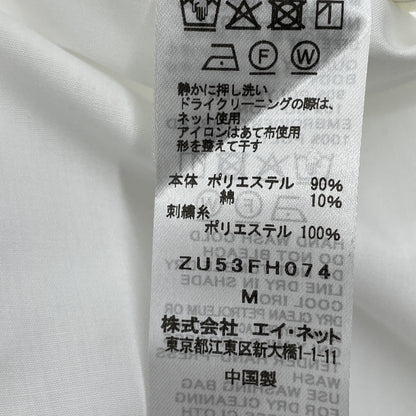 F W
静かに押し洗い
ドライクリーニングの際は、
ネット使用
アイロンはあて布使用
形を整えて干す
本体 ポリエステル 90%
綿 10%
刺繍糸
ポリエステル 100%
ZU53FH074
M
株式会社 エイ・ネット
東京都江東区新大橋1-1-11
中国製